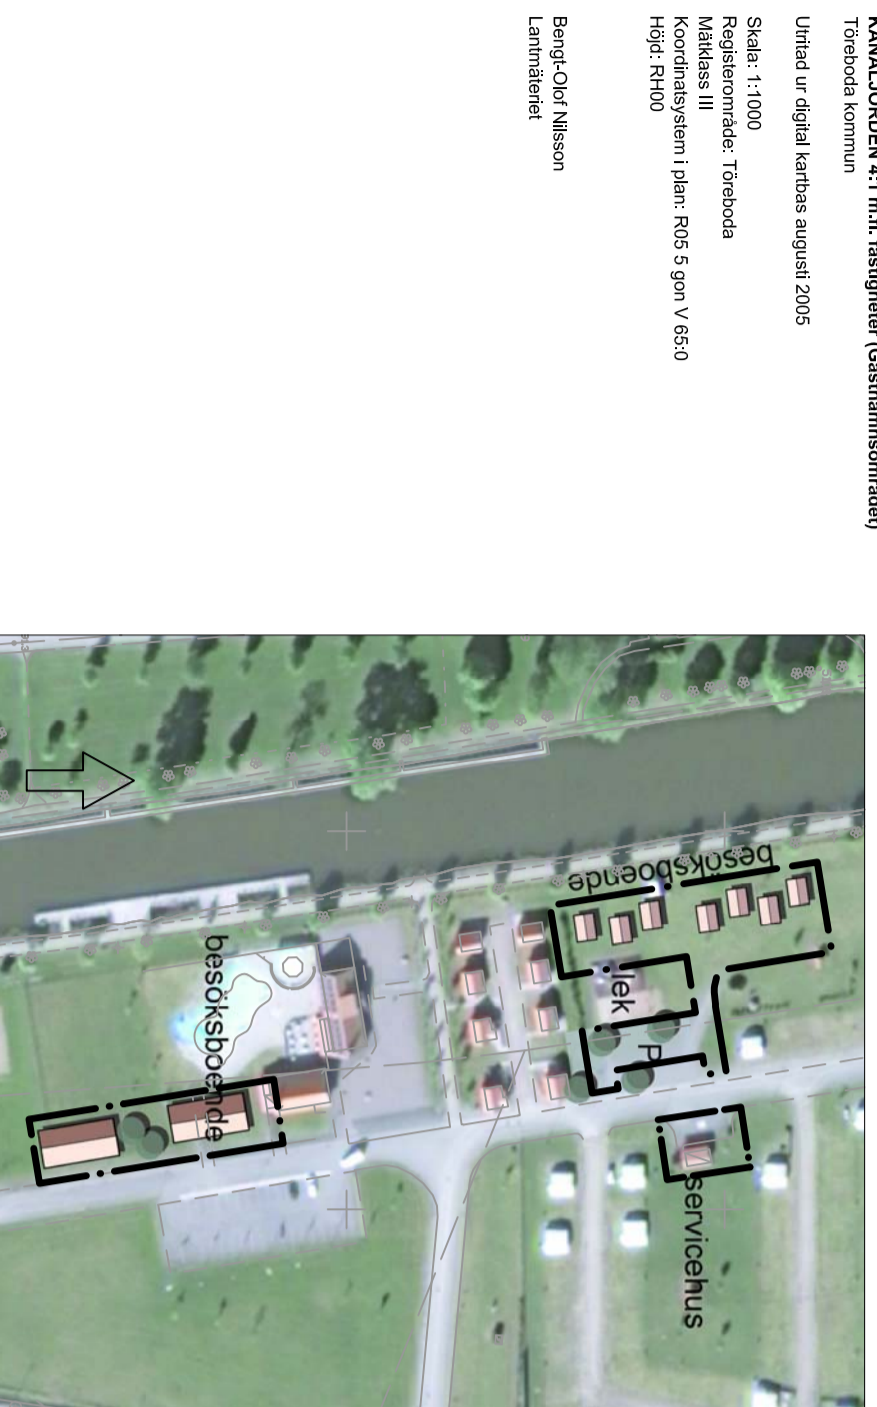 KANALJORDEN 4:1 m.fl. fastigheter (Gästhamnsområdet)
Töreboda kommun
Utritad ur digital kartbas augusti 2005
Skala: 1:1000
Registerområde: Töreboda
Mätklass III
Koordinatsystem i plan: R05 5 gon V 65:0
Höjd: RH00
Bengt-Olof Nilsson
Lantmäteriet
besöksboende
lek
P
servicehus
besöksboende